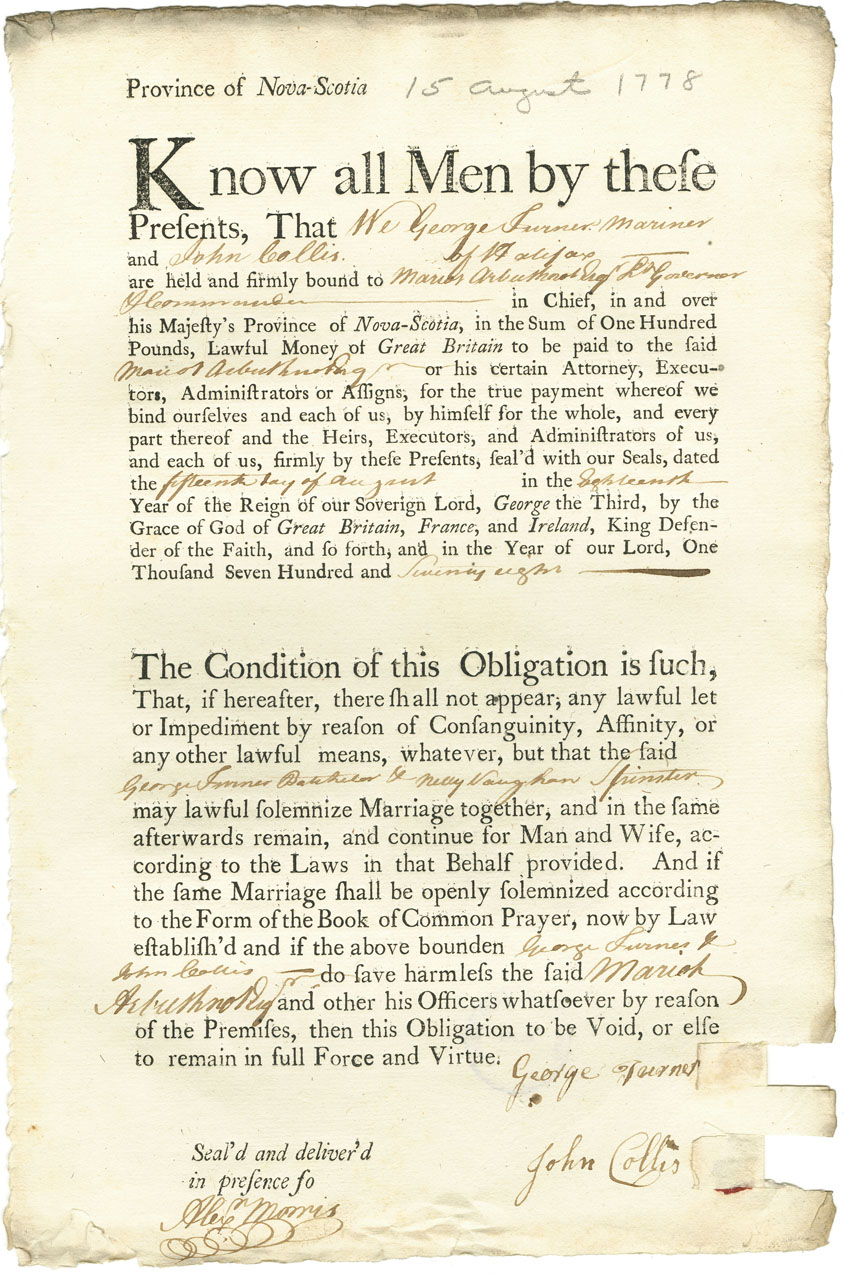 Province of Nova-Scotia 15 August 1778
Know all Men by theſe
Preſents, That We George Turner Mariner
and John Collis. of Halifax
are held and firmly bound to Mariot Arbuthnot Esqr Lt Governor
& Commander in Chief, in and over
his Majeſty's Province of Nova-Scotia, in the Sum of One Hundred
Pounds, Lawful Money of Great Britain to be paid to the ſaid
Mariot Arbuthnot Esqr or his certain Attorney, Execu-
tors, Adminiſtrators or Aſſigns, for the true payment whereof we
bind ourſelves and each of us, by himſelf for the whole, and every
part thereof and the Heirs, Executors, and Adminiſtrators of us,
and each of us, firmly by theſe Preſents, ſeal'd with our Seals, dated
the fifteenth day of August in the Eighteenth
Year of the Reign of our Soverign Lord, George the Third, by the
Grace of God of Great Britain, France, and Ireland, King Defen-
der of the Faith, and ſo forth, and in the Year of our Lord, One
Thouſand Seven Hundred and Seventy eight
The Condition of this Obligation is ſuch,
That, if hereafter, there ſhall not appear, any lawful let
or Impediment by reaſon of Conſanguinity, Affinity, or
any other lawful means, whatever, but that the ſaid
George Turner Batchelor & Nelly Vaughan Spinster
may lawful ſolemnize Marriage together, and in the ſame
afterwards remain, and continue for Man and Wife, ac-
cording to the Laws in that Behalf provided. And if
the ſame Marriage ſhall be openly ſolemnized according
to the Form of the Book of Common Prayer, now by Law
eſtabliſh'd and if the above bounden George Turner &
John Collis do ſave harmleſs the ſaid Mariot
Arbuthnot Esqr and other his Officers whatſoever by reaſon
of the Premiſes, then this Obligation to be Void, or elſe
to remain in full Force and Virtue.
George Turner
Seal'd and deliver'd
in preſence fo
John Collis
Alexr Morris